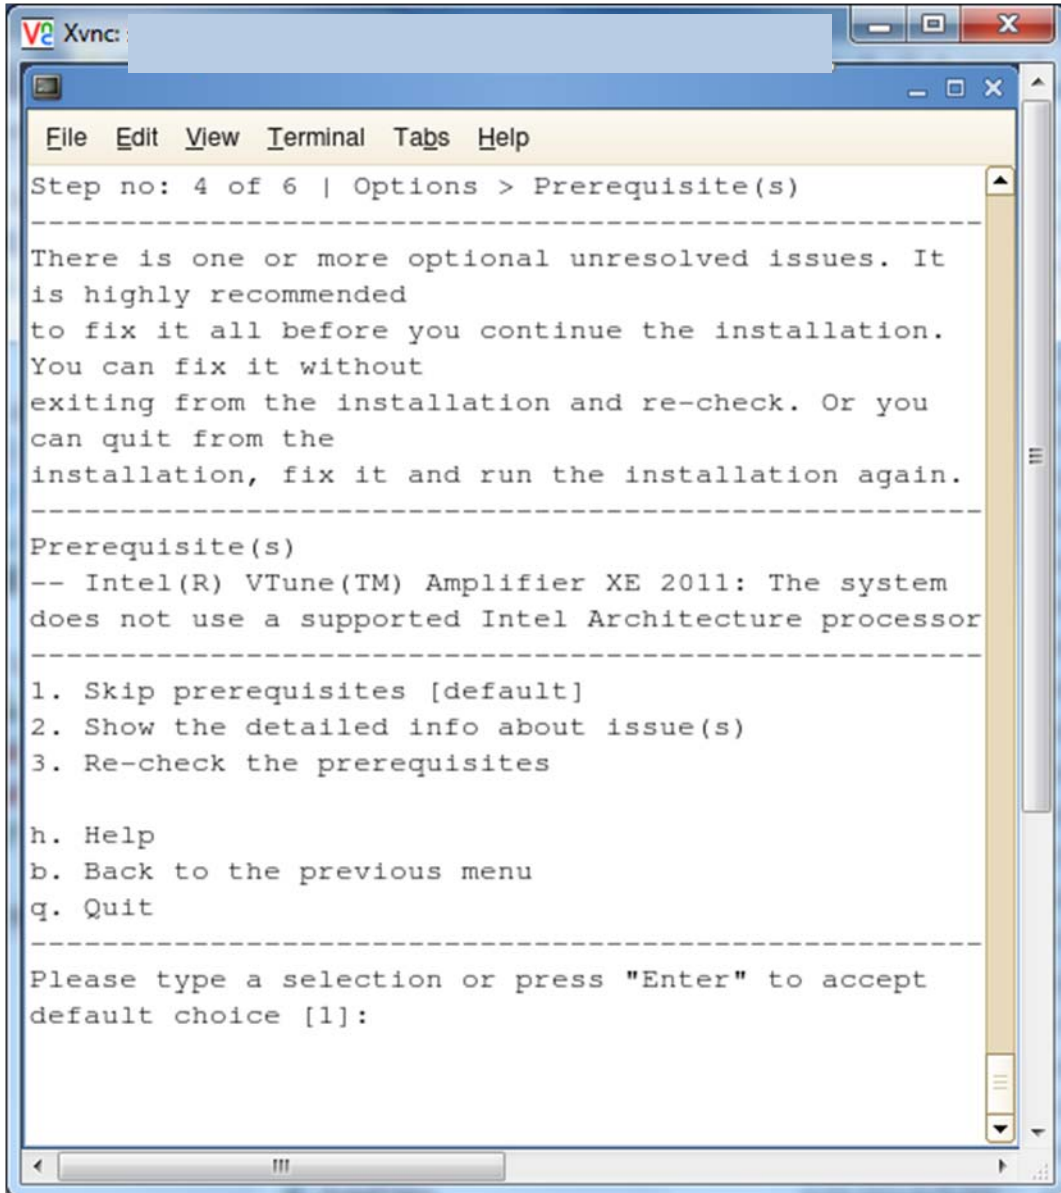 Xvnc: :
File Edit View Terminal Tabs Help
Step no: 4 of 6 | Options > Prerequisite(s)
-----------------------------------------------------
There is one or more optional unresolved issues. It
is highly recommended
to fix it all before you continue the installation.
You can fix it without
exiting from the installation and re-check. Or you
can quit from the
installation, fix it and run the installation again.
-----------------------------------------------------
Prerequisite(s)
-- Intel(R) VTune(TM) Amplifier XE 2011: The system
does not use a supported Intel Architecture processor
-----------------------------------------------------
1. Skip prerequisites [default]
2. Show the detailed info about issue(s)
3. Re-check the prerequisites
h. Help
b. Back to the previous menu
q. Quit
-----------------------------------------------------
Please type a selection or press "Enter" to accept
default choice [1]: